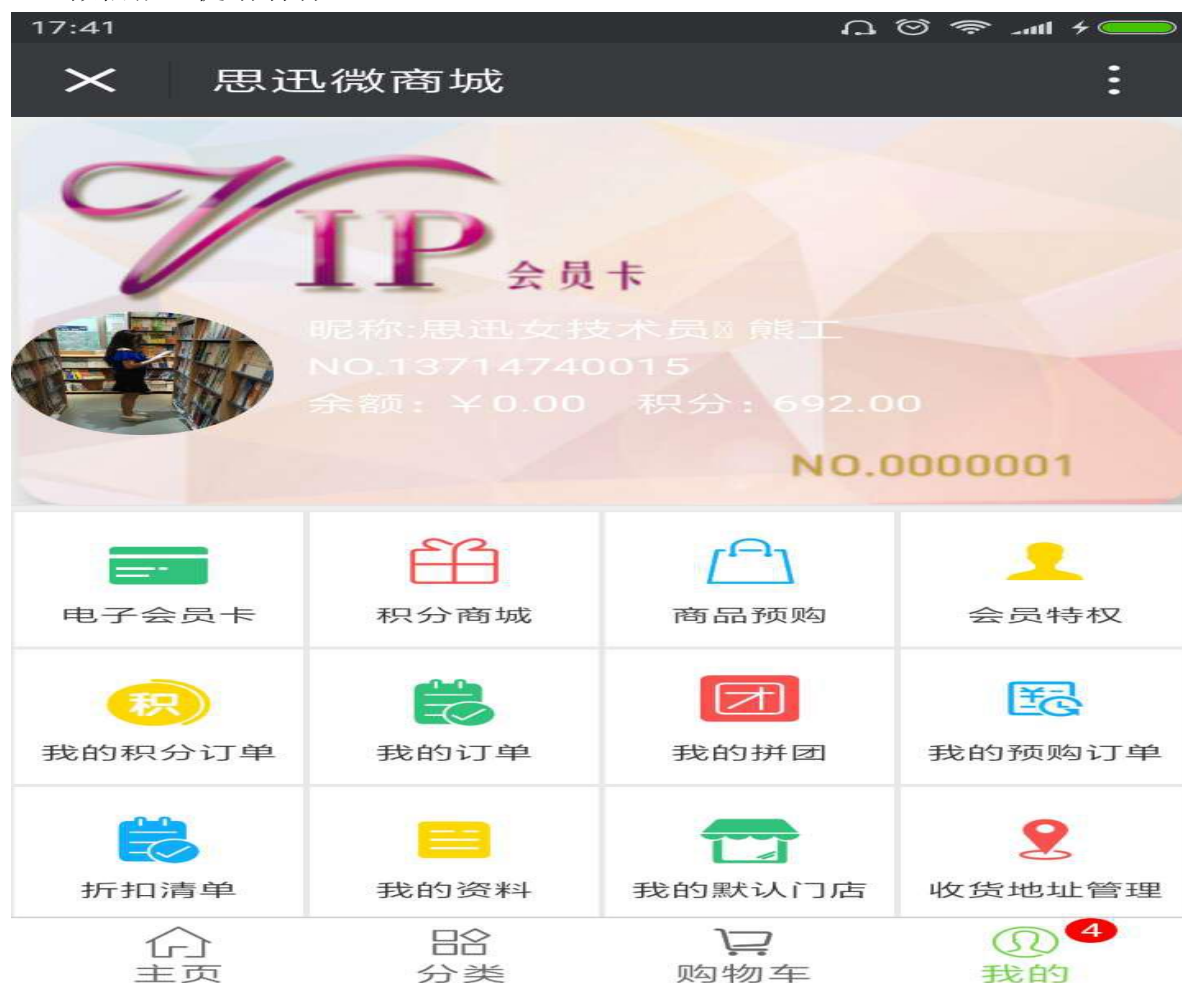 17:41
思迅微商城
VIP 会员卡
昵称:思迅女技术员 熊工
NO.13714740015
余额：￥0.00 积分：692.00
NO.0000001
电子会员卡 积分商城 商品预购 会员特权
积 团 ￥
我的积分订单 我的订单 我的拼团 我的预购订单
折扣清单 我的资料 我的默认门店 收货地址管理
4
主页 分类 购物车 我的